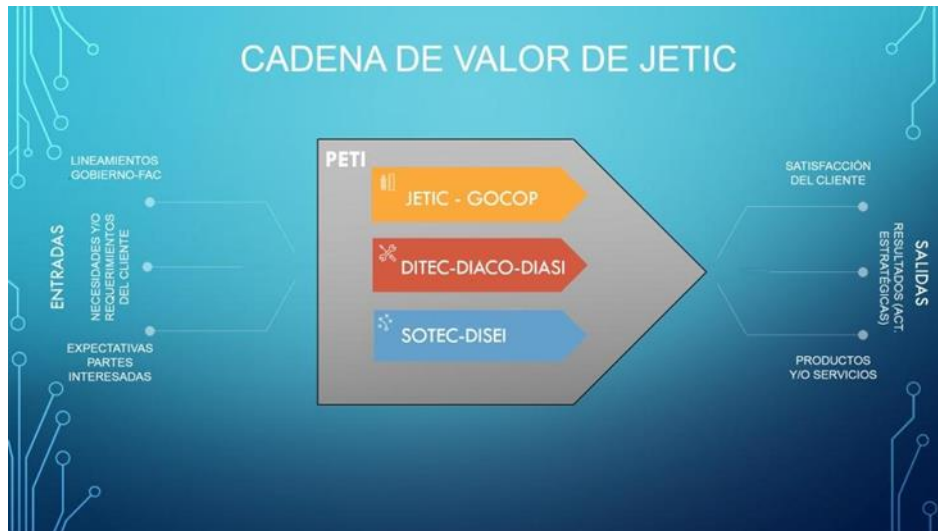 CADENA DE VALOR DE JETIC
ENTRADAS
LINEAMIENTOS
GOBIERNO-FAC
NECESIDADES Y/O
REQUERIMIENTOS
DEL CLIENTE
EXPECTATIVAS
PARTES
INTERESADAS
PETI
JETIC - GOCOP
DITEC-DIACO-DIASI
SOTEC-DISEI
SATISFACCIÓN
DEL CLIENTE
RESULTADOS (ACT.
ESTRATÉGICAS)
PRODUCTOS
Y/O SERVICIOS
SALIDAS